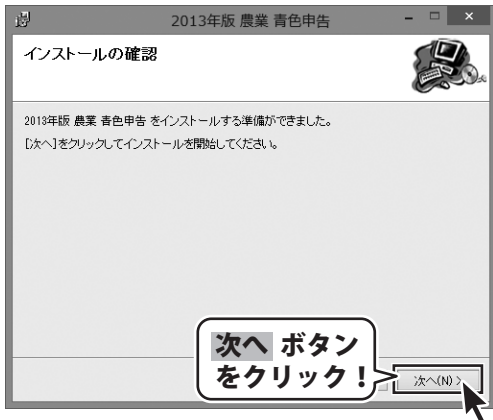 2013年版 農業 青色申告
インストールの確認
2013年版 農業 青色申告 をインストールする準備ができました。
[次へ]をクリックしてインストールを開始してください。
次へ ボタン
をクリック！
次へ(N) >